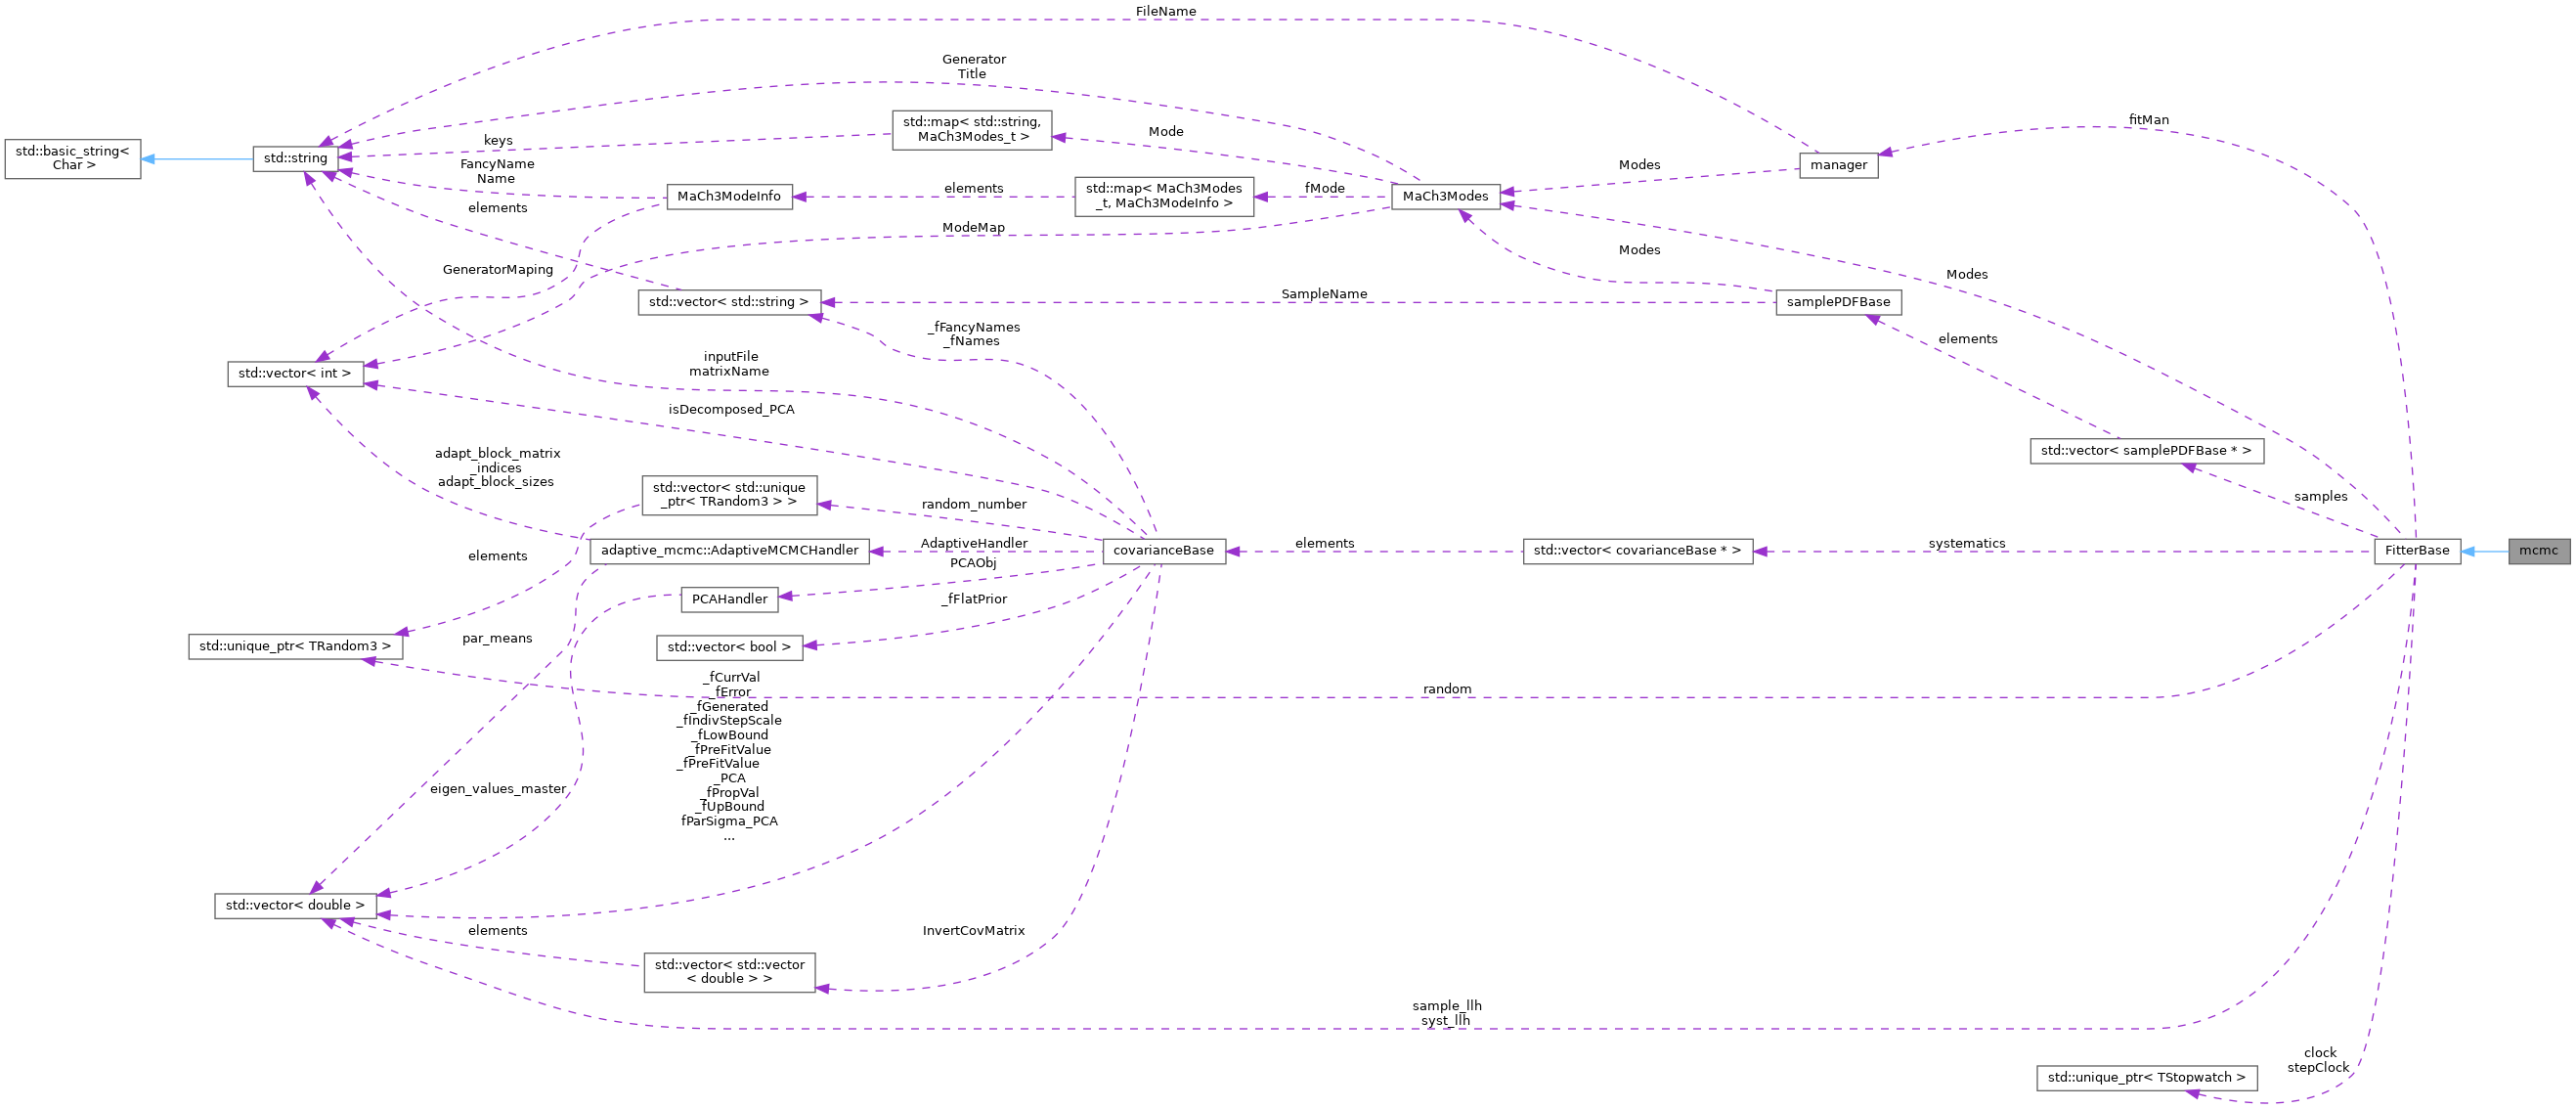 FileName
Generator
Title
std::map< std::string,
MaCh3Modes_t >
Mode
fitMan
keys
std::basic_string<
Char >
std::string
FancyName
Name
manager
Modes
MaCh3ModeInfo
elements
std::map< MaCh3Modes
_t, MaCh3ModeInfo >
fMode
MaCh3Modes
elements
ModeMap
Modes
GeneratorMaping
Modes
std::vector< std::string >
SampleName
samplePDFBase
_fFancyNames
_fNames
elements
inputFile
matrixName
std::vector< int >
isDecomposed_PCA
adapt_block_matrix
_indices
adapt_block_sizes
std::vector< samplePDFBase * >
std::vector< std::unique
_ptr< TRandom3 > >
random_number
samples
elements
adaptive_mcmc::AdaptiveMCMCHandler
AdaptiveHandler
covarianceBase
elements
std::vector< covarianceBase * >
systematics
FitterBase
mcmc
PCAObj
PCAHandler
_fFlatPrior
std::unique_ptr< TRandom3 >
par_means
std::vector< bool >
random
_fCurrVal
_fError
_fGenerated
_fIndivStepScale
_fLowBound
_fPreFitValue
_fPreFitValue
_PCA
_fPropVal
_fUpBound
fParSigma_PCA
...
eigen_values_master
std::vector< double >
elements
InvertCovMatrix
std::vector< std::vector
< double > >
sample_llh
syst_llh
clock
stepClock
std::unique_ptr< TStopwatch >